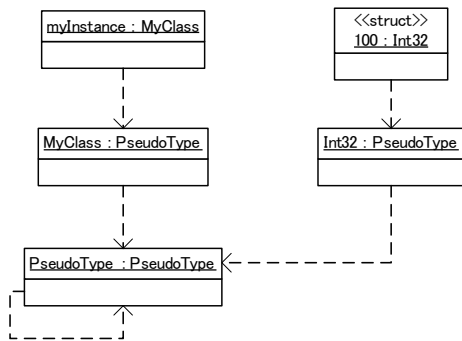 myInstance : MyClass
<<struct>>
100 : Int32
MyClass : PseudoType
Int32 : PseudoType
PseudoType : PseudoType